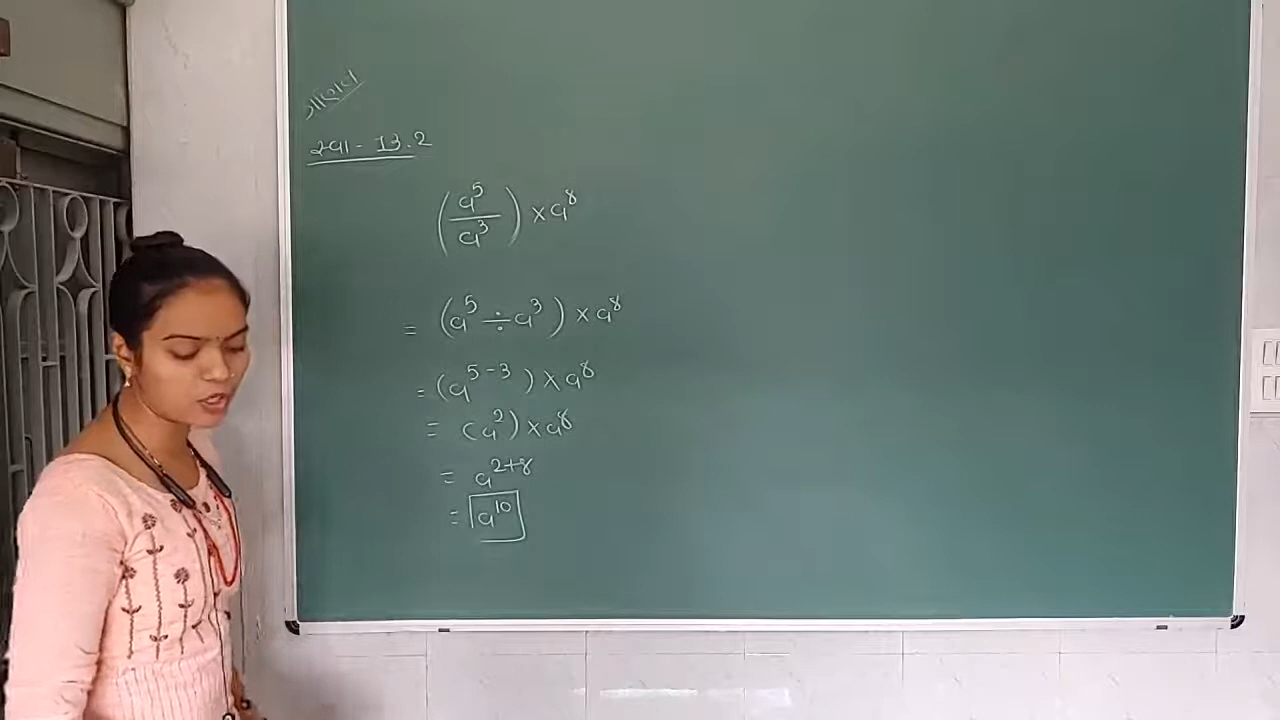 ગણિત
સ્વા - 13.2
(a⁵/a³) × a⁸
= (a⁵ ÷ a³) × a⁸
= (a⁵⁻³) × a⁸
= (a²) × a⁸
= a²⁺⁸
= a¹⁰